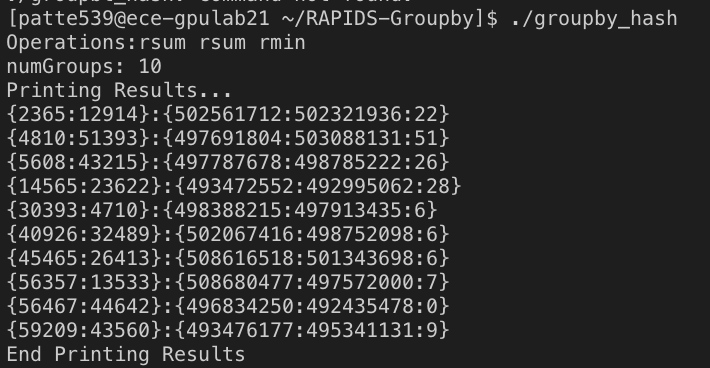 [patte539@ece-gpulab21 ~/RAPIDS-Groupby]$ ./groupby_hash
Operations:rsum rsum rmin
numGroups: 10
Printing Results...
{2365:12914}:{502561712:502321936:22}
{4810:51393}:{497691804:503088131:51}
{5608:43215}:{497787678:498785222:26}
{14565:23622}:{493472552:492995062:28}
{30393:4710}:{498388215:497913435:6}
{40926:32489}:{502067416:498752098:6}
{45465:26413}:{508616518:501343698:6}
{56357:13533}:{508680477:497572000:7}
{56467:44642}:{496834250:492435478:0}
{59209:43560}:{493476177:495341131:9}
End Printing Results